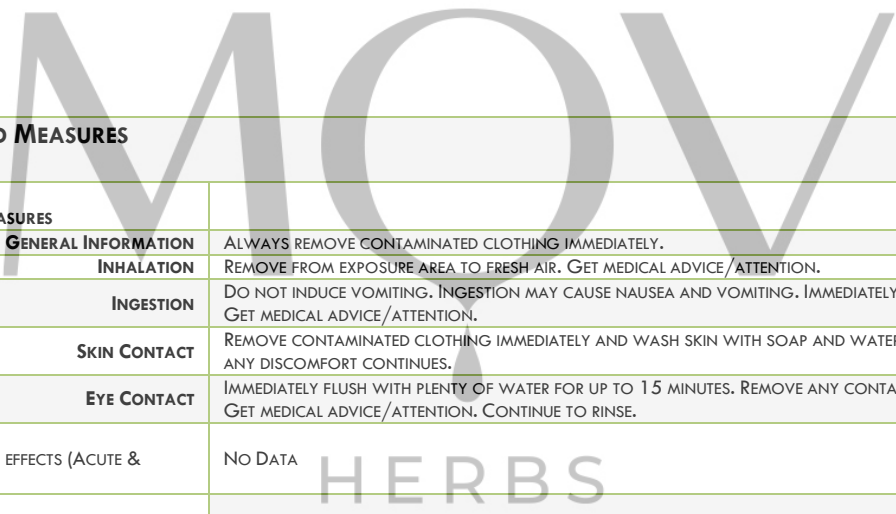 MOV
MEASURES
GENERAL INFORMATION ALWAYS REMOVE CONTAMINATED CLOTHING IMMEDIATELY.
INHALATION REMOVE FROM EXPOSURE AREA TO FRESH AIR. GET MEDICAL ADVICE/ATTENTION.
INGESTION DO NOT INDUCE VOMITING. INGESTION MAY CAUSE NAUSEA AND VOMITING. IMMEDIATELY
GET MEDICAL ADVICE/ATTENTION.
SKIN CONTACT REMOVE CONTAMINATED CLOTHING IMMEDIATELY AND WASH SKIN WITH SOAP AND WATER
ANY DISCOMFORT CONTINUES.
EYE CONTACT IMMEDIATELY FLUSH WITH PLENTY OF WATER FOR UP TO 15 MINUTES. REMOVE ANY
GET MEDICAL ADVICE/ATTENTION. CONTINUE TO RINSE.
EFFECTS (ACUTE & NO DATA
HERBS